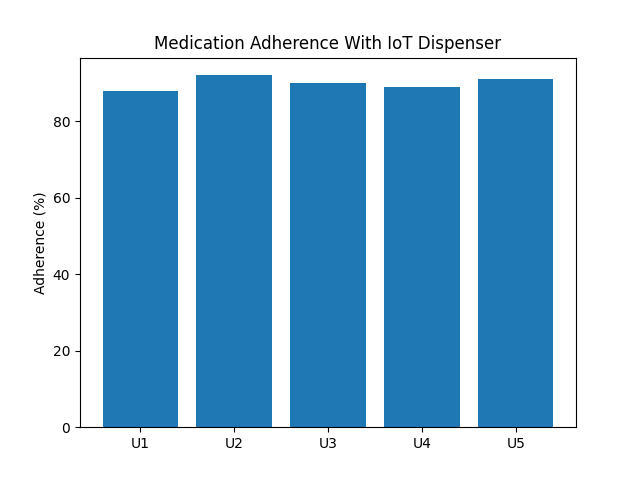 Medication Adherence With IoT Dispenser
Adherence (%)
80
60
40
20
0
U1 U2 U3 U4 U5